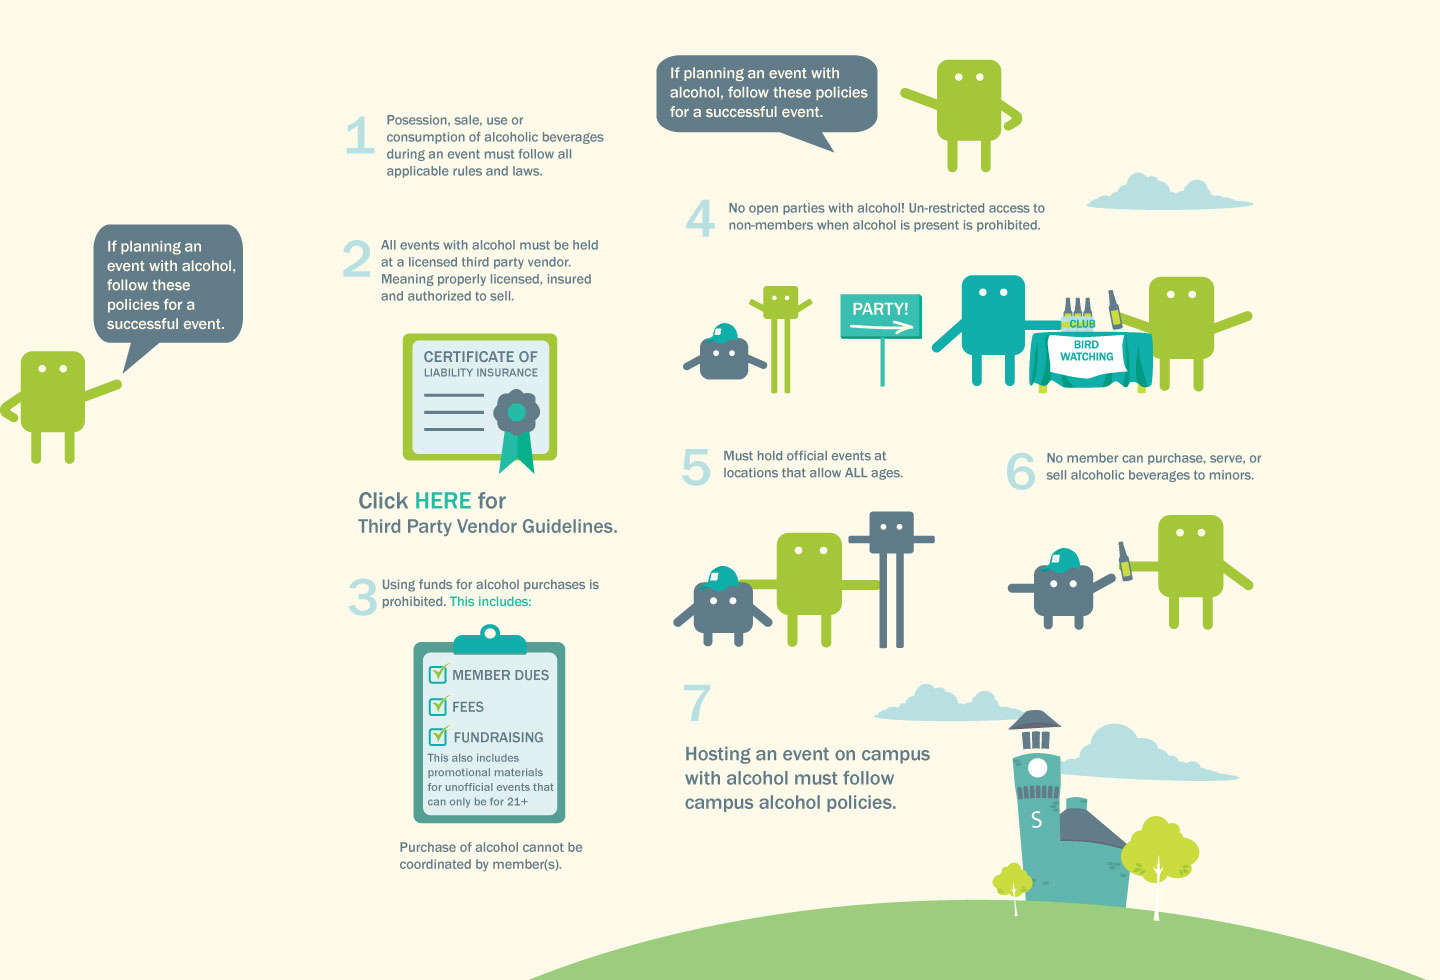 If planning an
event with alcohol,
follow these
policies for a
successful event.
1
Posession, sale, use or
consumption of alcoholic beverages
during an event must follow all
applicable rules and laws.
2
All events with alcohol must be held
at a licensed third party vendor.
Meaning properly licensed, insured
and authorized to sell.
CERTIFICATE OF
LIABILITY INSURANCE
Click HERE for
Third Party Vendor Guidelines.
3
Using funds for alcohol purchases is
prohibited. This includes:
MEMBER DUES
FEES
FUNDRAISING
This also includes
promotional materials
for unofficial events that
can only be for 21+
Purchase of alcohol cannot be
coordinated by member(s).
If planning an event with
alcohol, follow these policies
for a successful event.
4
No open parties with alcohol! Un-restricted access to
non-members when alcohol is present is prohibited.
PARTY!
CLUB
BIRD
WATCHING
5
Must hold official events at
locations that allow ALL ages.
6
No member can purchase, serve, or
sell alcoholic beverages to minors.
7
Hosting an event on campus
with alcohol must follow
campus alcohol policies.
S